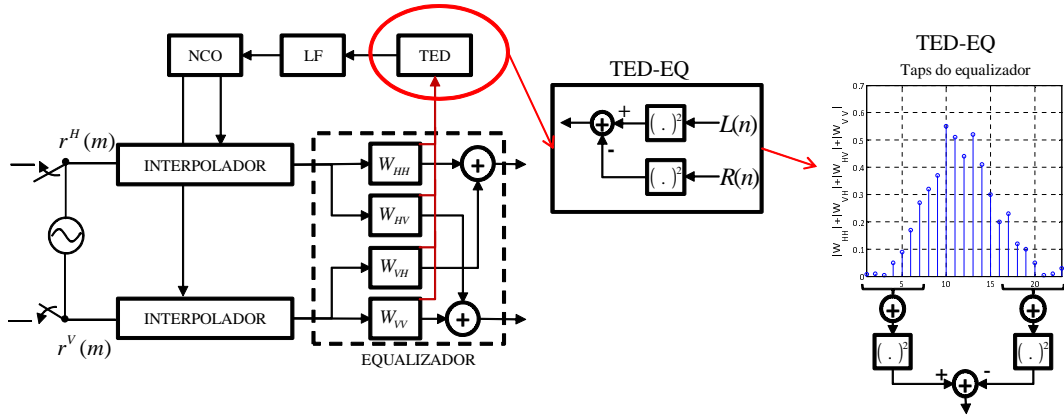 NCO
LF
TED
r^H(m)
INTERPOLADOR
r^V(m)
INTERPOLADOR
W_HH
W_HV
W_VH
W_VV
+
+
EQUALIZADOR
TED-EQ
+
+
-
( . )²
L(n)
( . )²
R(n)
TED-EQ
Taps do equalizador
|W_HH|+|W_VH|+|W_HV|+|W_VV|
0.7
0.6
0.5
0.4
0.3
0.2
0.1
0
5
10
15
20
+
+
( . )²
( . )²
+
+
-